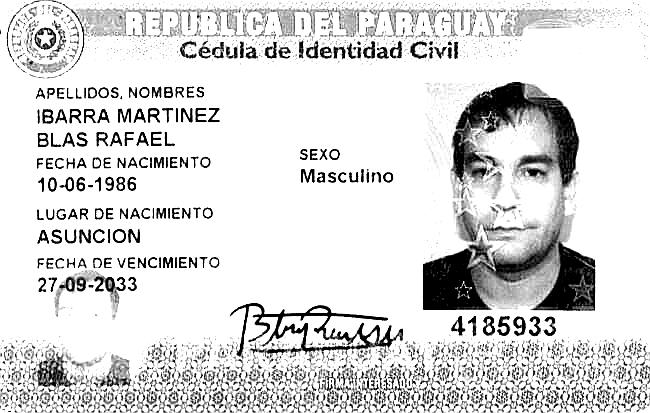 REPUBLICA DEL PARAGUAY
Cédula de Identidad Civil
APELLIDOS, NOMBRES
IBARRA MARTINEZ
BLAS RAFAEL
FECHA DE NACIMIENTO
10-06-1986
SEXO
Masculino
LUGAR DE NACIMIENTO
ASUNCION
FECHA DE VENCIMIENTO
27-09-2033
4185933
FIRMA INTERESADO